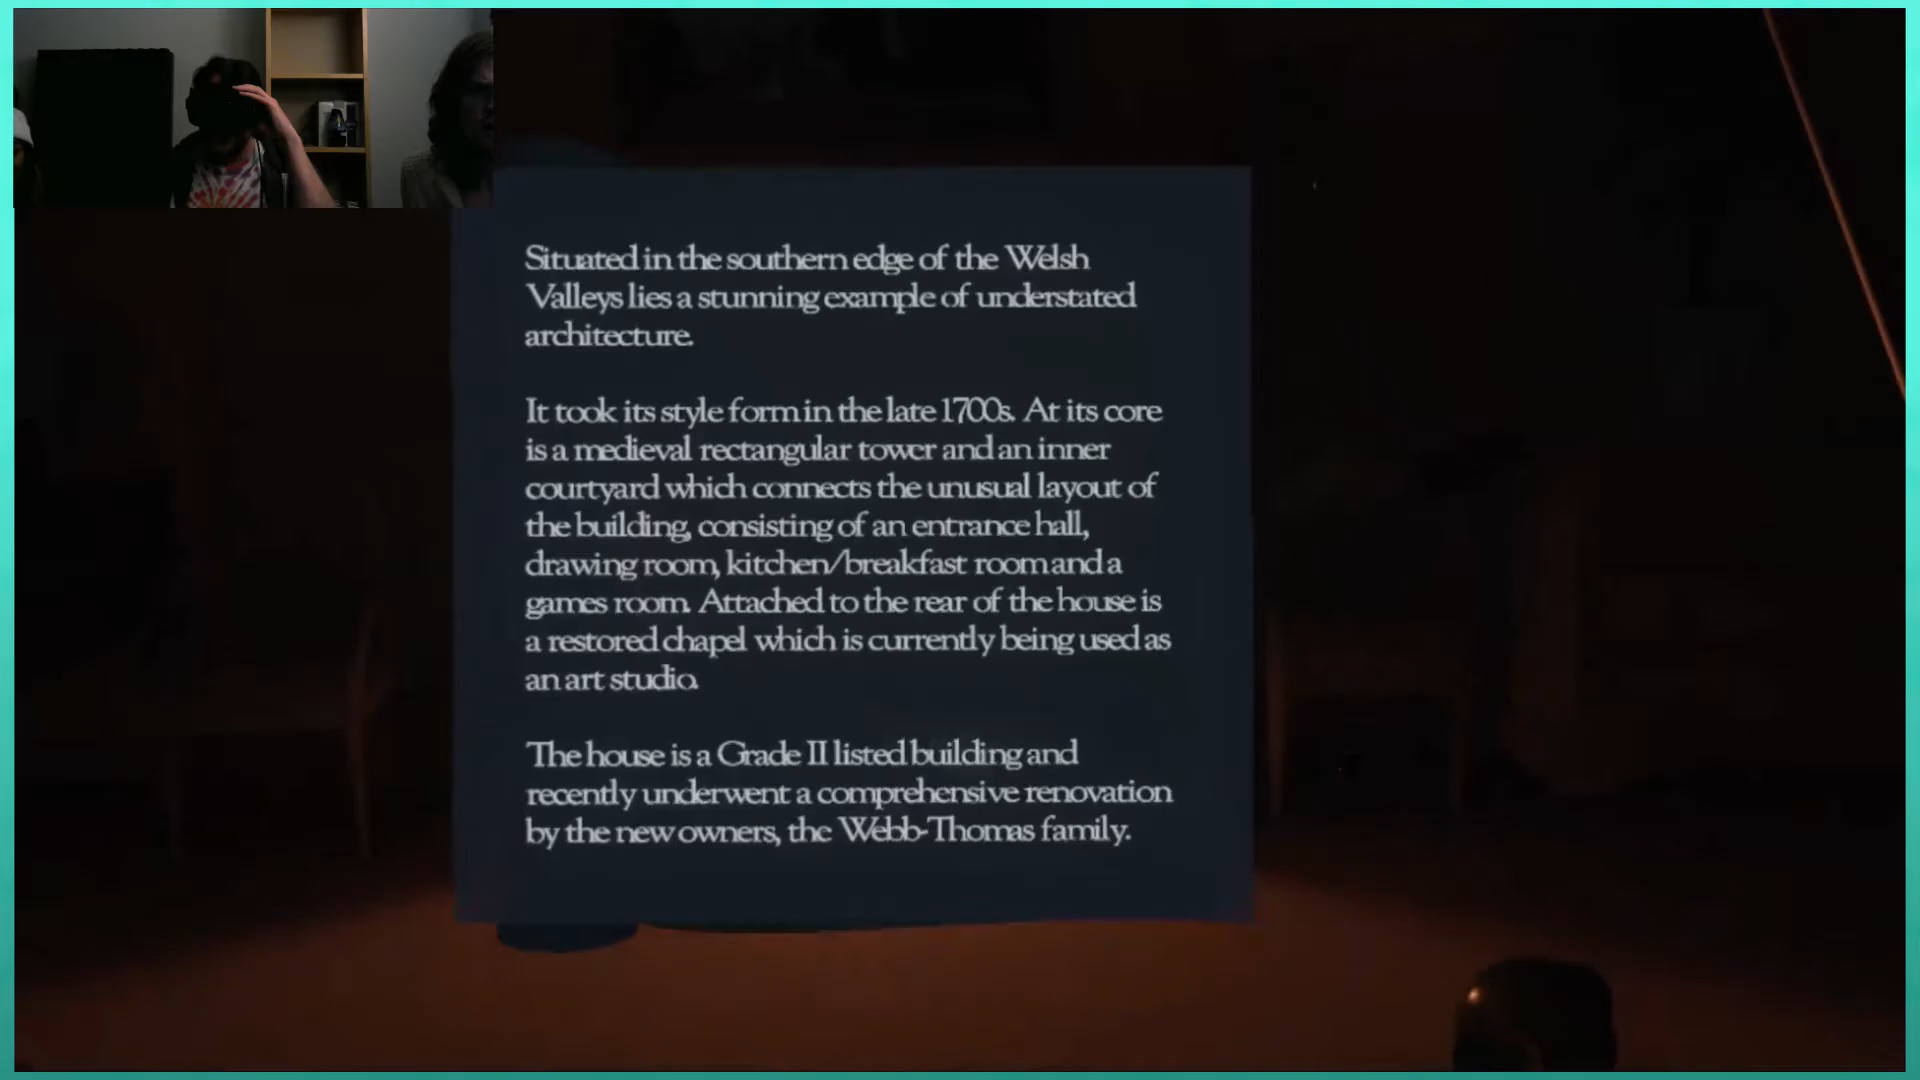 Situated in the southern edge of the Welsh
Valleys lies a stunning example of understated
architecture.
It took its style form in the late 1700s. At its core
is a medieval rectangular tower and an inner
courtyard which connects the unusual layout of
the building, consisting of an entrance hall,
drawing room, kitchen/breakfast room and a
games room. Attached to the rear of the house is
a restored chapel which is currently being used as
an art studio.
The house is a Grade II listed building and
recently underwent a comprehensive renovation
by the new owners, the Webb-Thomas family.